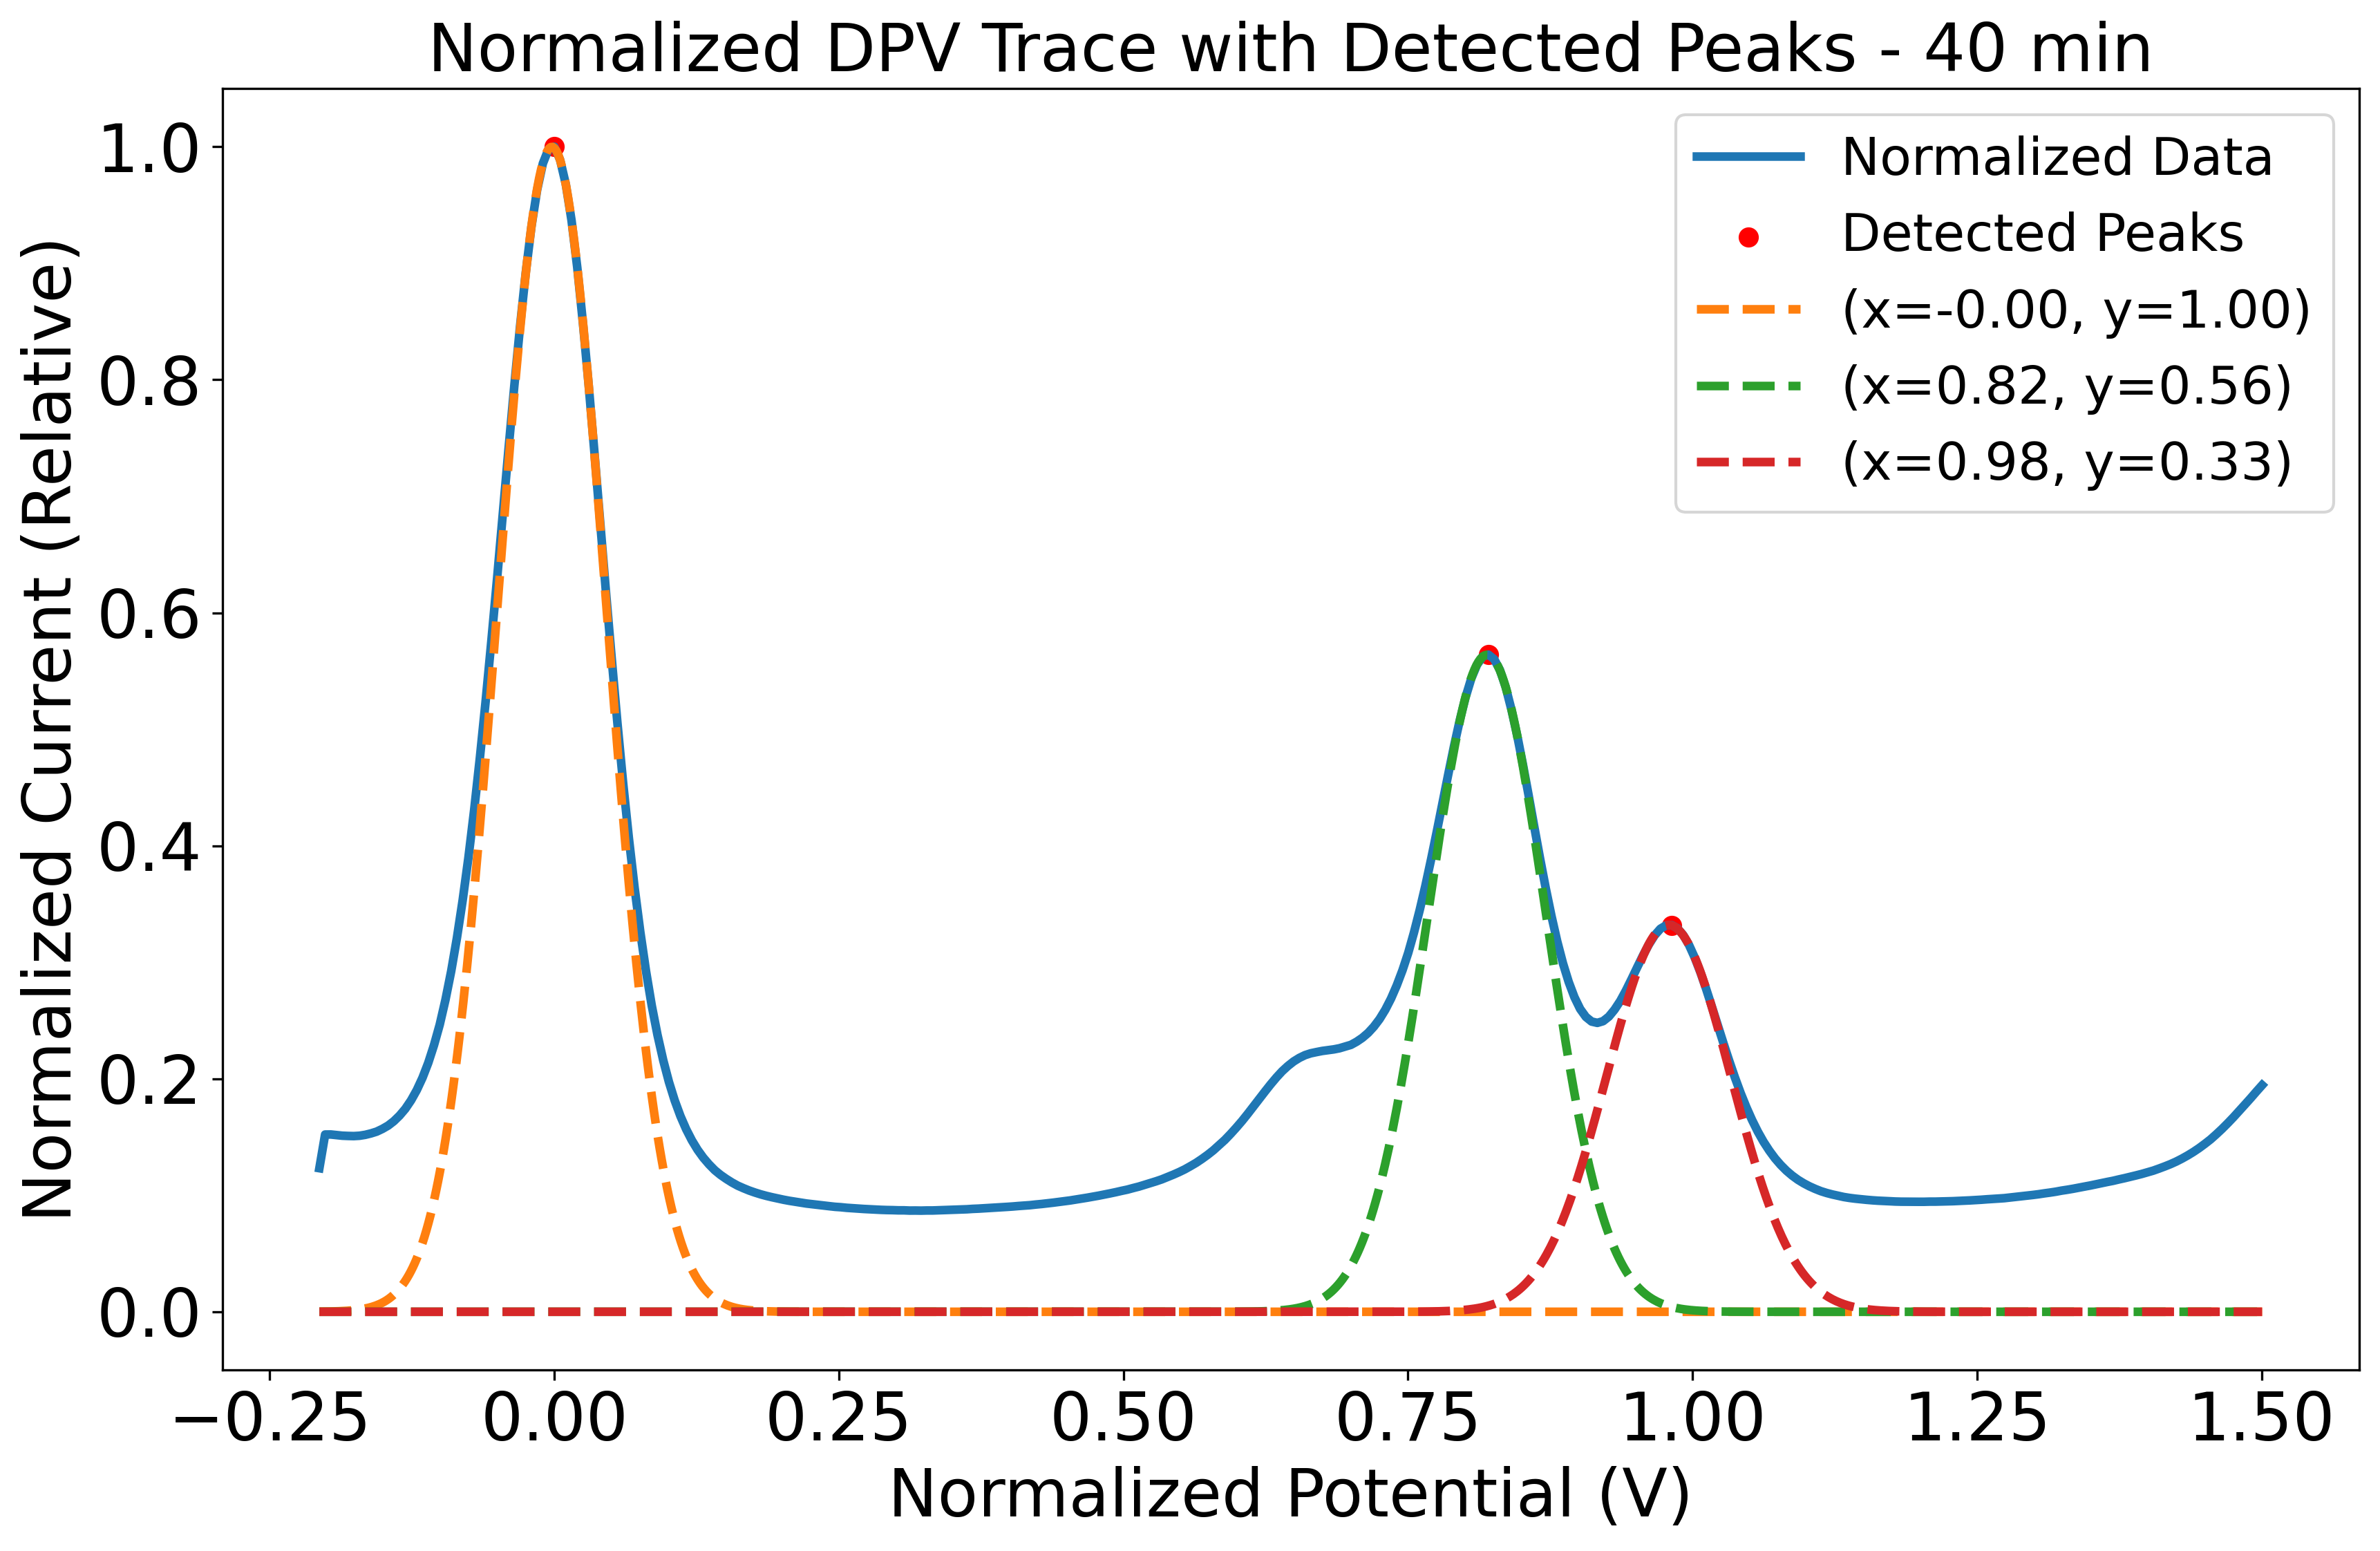 Normalized DPV Trace with Detected Peaks - 40 min
Normalized Current (Relative)
1.0
0.8
0.6
0.4
0.2
0.0
Normalized Data
Detected Peaks
(x=-0.00, y=1.00)
(x=0.82, y=0.56)
(x=0.98, y=0.33)
−0.25 0.00 0.25 0.50 0.75 1.00 1.25 1.50
Normalized Potential (V)